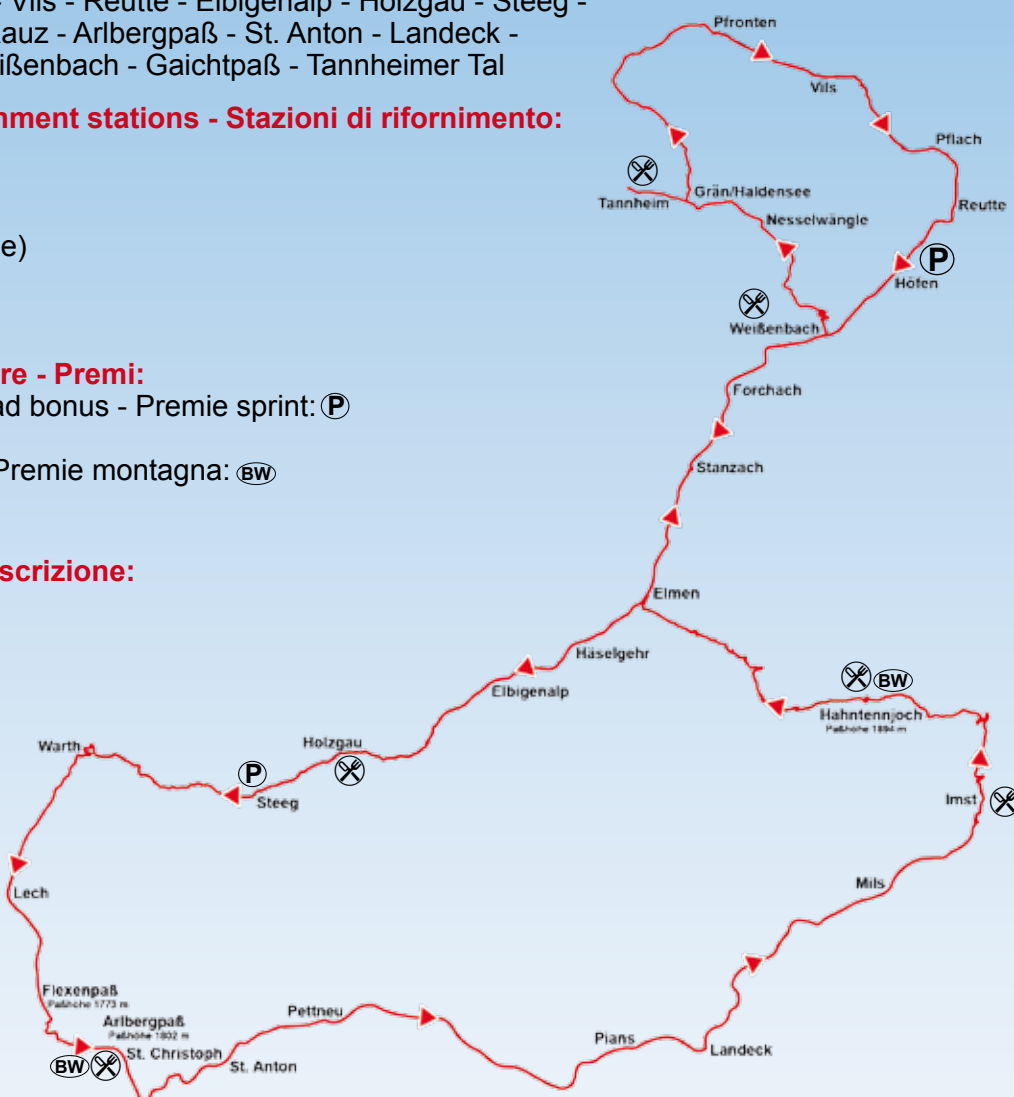 - Vils - Reutte - Elbigenalp - Holzgau - Steeg -
auz - Arlbergpaß - St. Anton - Landeck -
ißenbach - Gaichtpaß - Tannheimer Tal
ment stations - Stazioni di rifornimento:
e)
re - Premi:
ad bonus - Premie sprint: P
Premie montagna: BW
scrizione:
Pfronten
Vils
Pflach
Reutte
Grän/Haldensee
Tannheim
Nesselwängle
P
Höfen
Weißenbach
Forchach
Stanzach
Elmen
Häselgehr
Elbigenalp
BW
Hahntennjoch
Paßhöhe 1894 m
Holzgau
Warth
P
Steeg
Imst
Lech
Mils
Flexenpaß
Paßhöhe 1773 m
Arlbergpaß
Paßhöhe 1802 m
St. Christoph
BW
St. Anton
Pettneu
Pians
Landeck